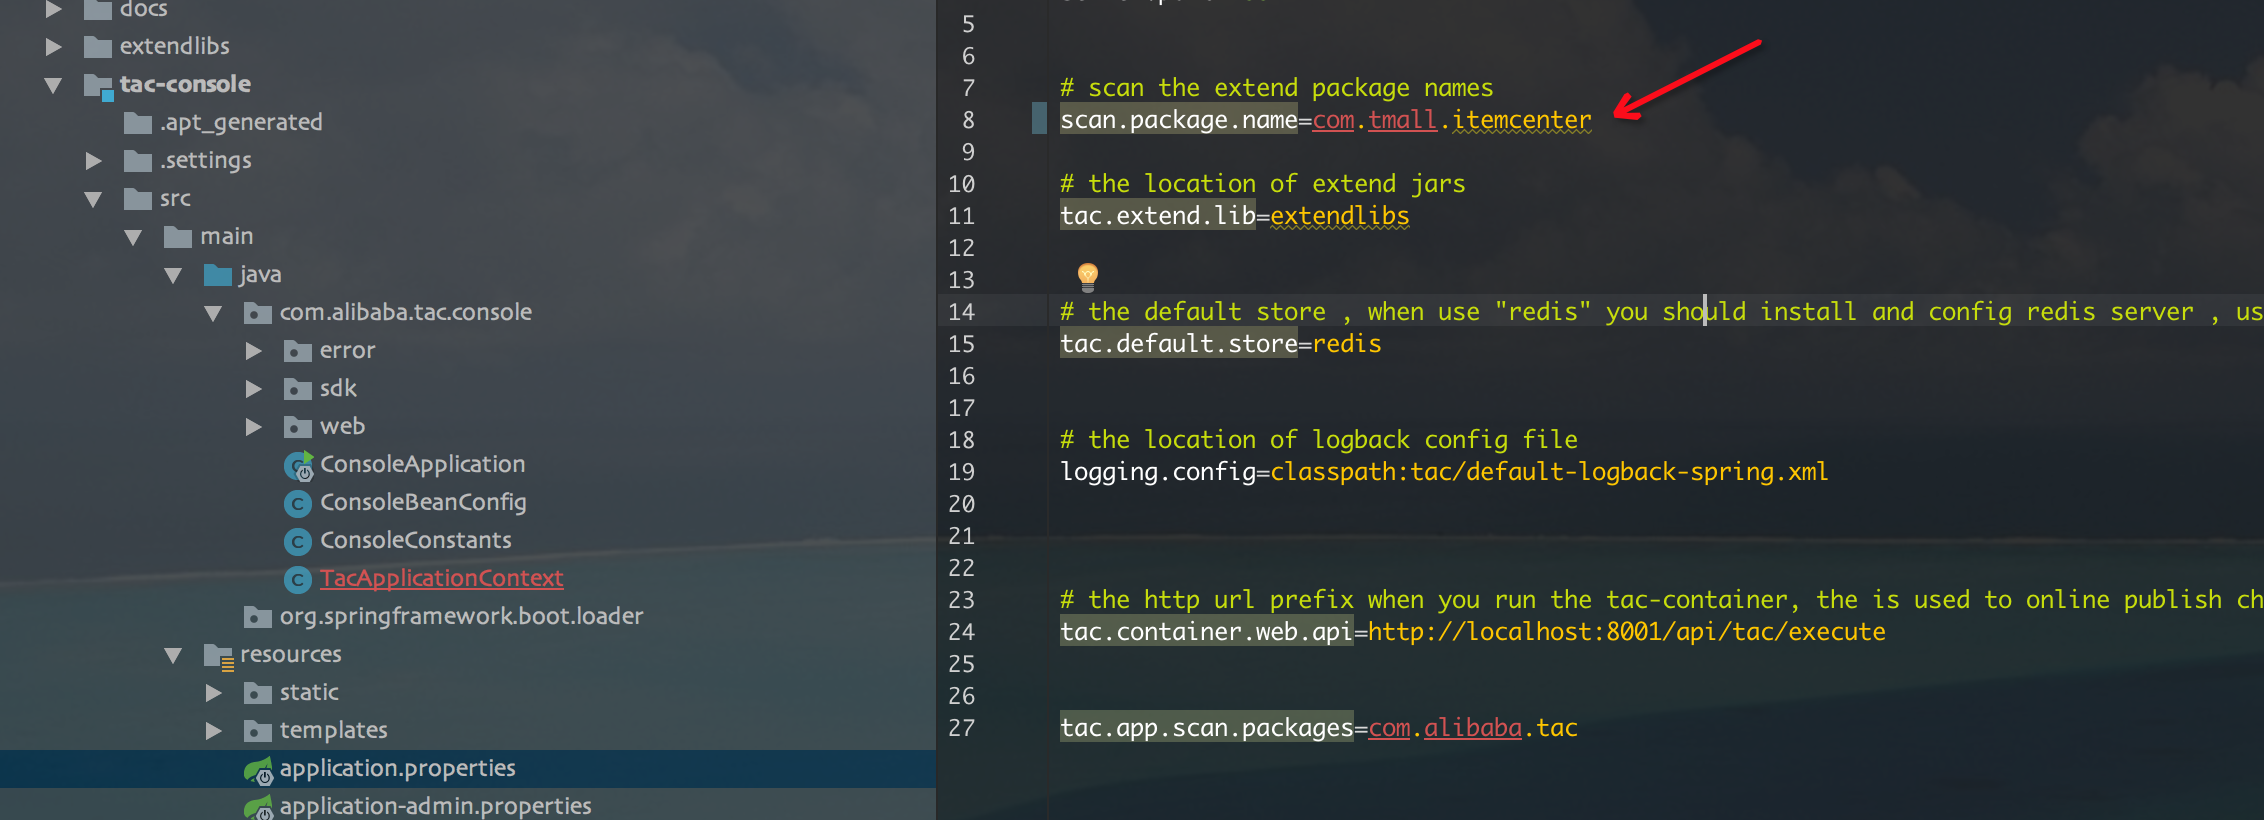 docs
extendlibs
tac-console
.apt_generated
.settings
src
main
java
com.alibaba.tac.console
error
sdk
web
ConsoleApplication
ConsoleBeanConfig
ConsoleConstants
TacApplicationContext
org.springframework.boot.loader
resources
static
templates
application.properties
application-admin.properties
5
6
7 # scan the extend package names
8 scan.package.name=com.tmall.itemcenter
9
10 # the location of extend jars
11 tac.extend.lib=extendlibs
12
13
14 # the default store , when use "redis" you should install and config redis server , us
15 tac.default.store=redis
16
17
18 # the location of logback config file
19 logging.config=classpath:tac/default-logback-spring.xml
20
21
22
23 # the http url prefix when you run the tac-container, the is used to online publish ch
24 tac.container.web.api=http://localhost:8001/api/tac/execute
25
26
27 tac.app.scan.packages=com.alibaba.tac